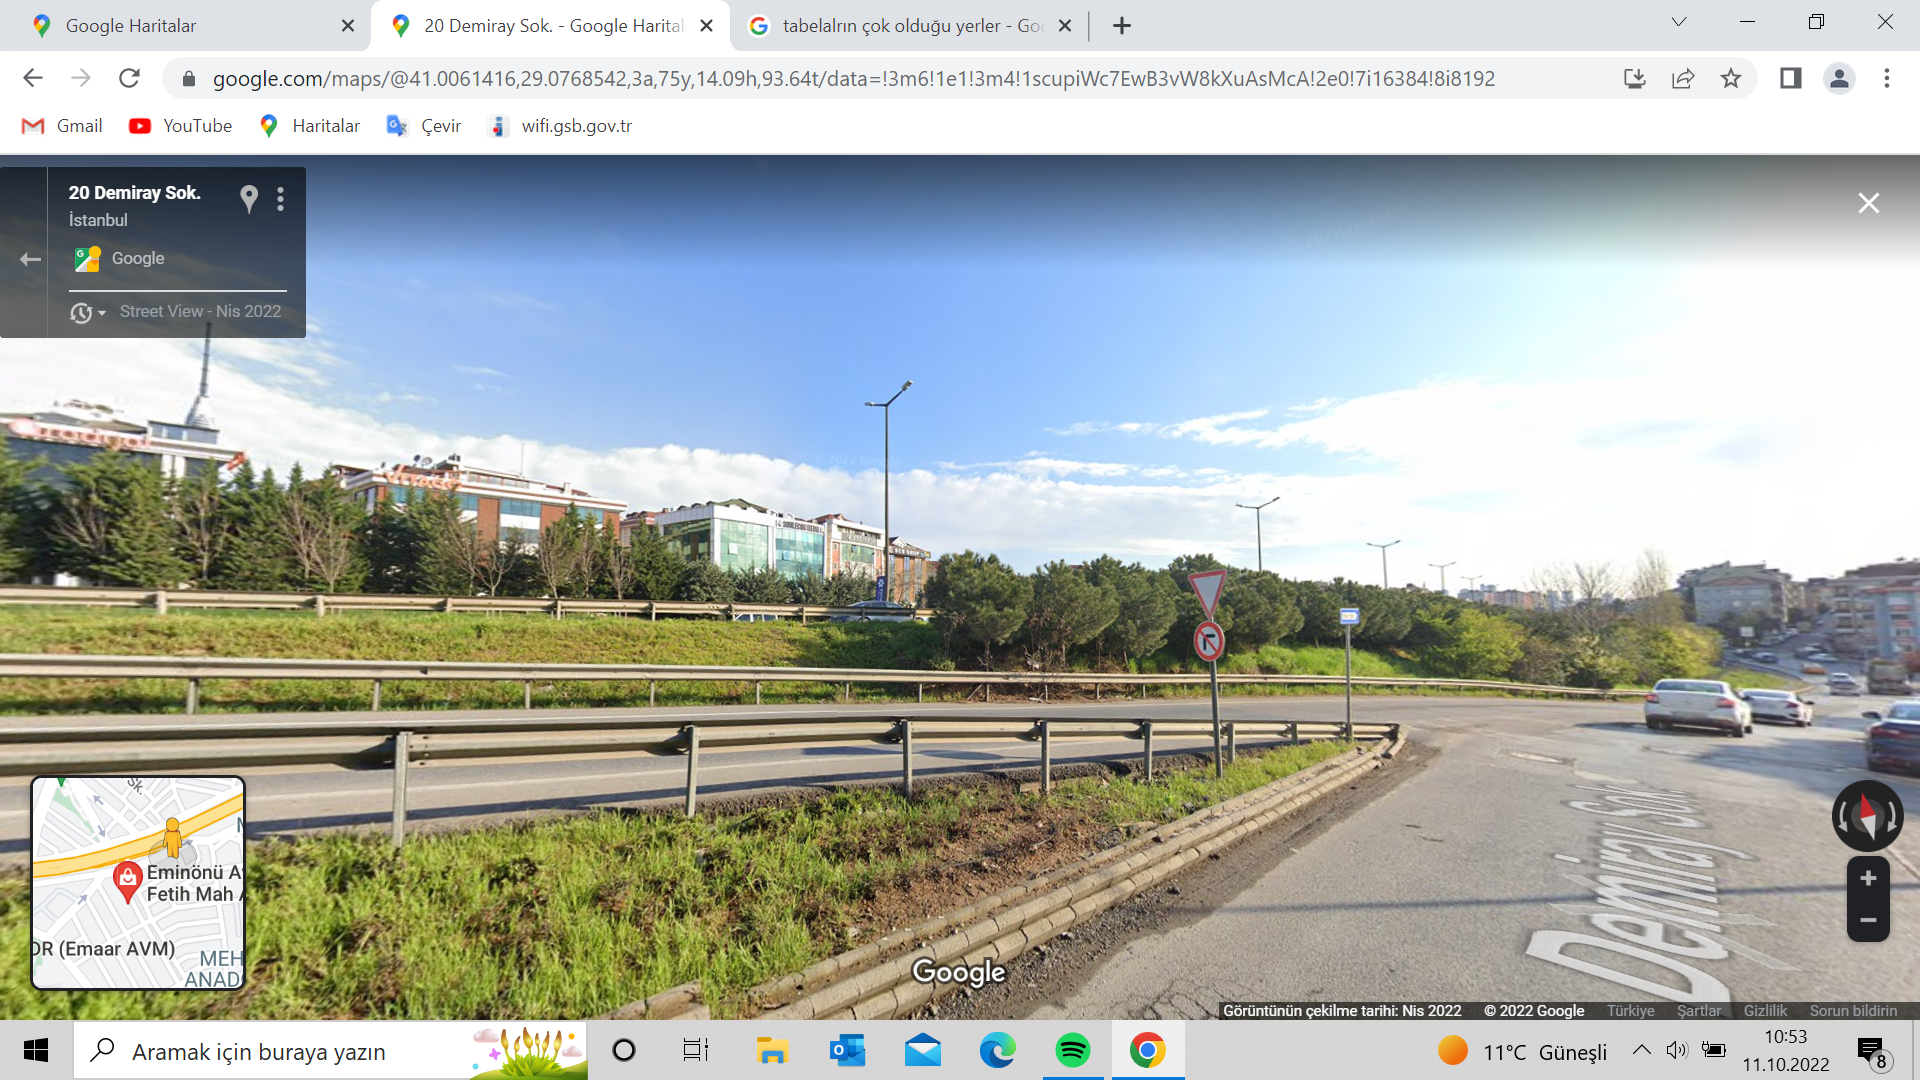 Google Haritalar
20 Demiray Sok. - Google Harital
tabelalrın çok olduğu yerler - Goo
google.com/maps/@41.0061416,29.0768542,3a,75y,14.09h,93.64t/data=!3m6!1e1!3m4!1scupiWc7EwB3vW8kXuAsMcA!2e0!7i16384!8i8192
Gmail
YouTube
Haritalar
Çevir
wifi.gsb.gov.tr
20 Demiray Sok.
İstanbul
Google
Street View - Nis 2022
Sk.
Eminönü A
Fetih Mah
DR (Emaar AVM)
MEH
ANAD
Demiray Sok.
Google
Görüntünün çekilme tarihi: Nis 2022
© 2022 Google
Türkiye
Şartlar
Gizlilik
Sorun bildirin
Aramak için buraya yazın
11°C Güneşli
10:53
11.10.2022
8